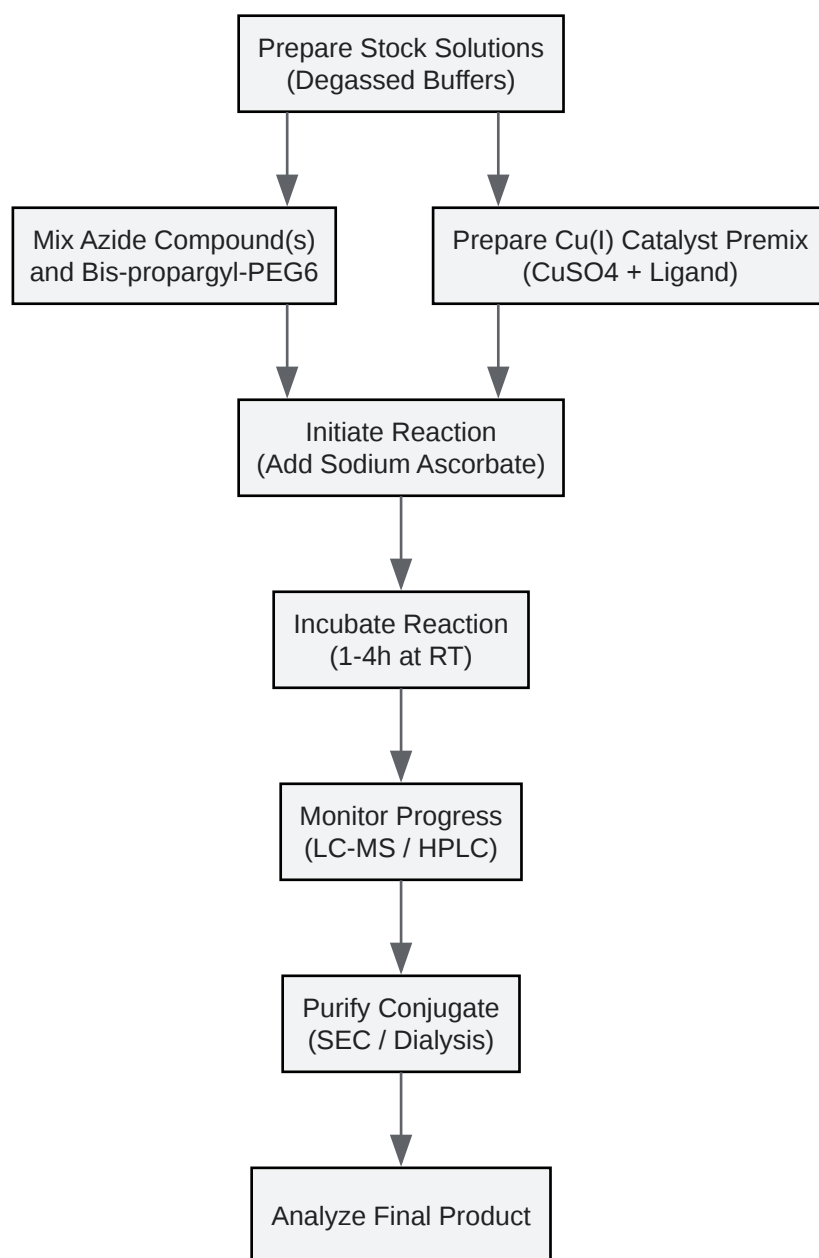 Prepare Stock Solutions
(Degassed Buffers)
Mix Azide Compound(s)
and Bis-propargyl-PEG6
Prepare Cu(I) Catalyst Premix
(CuSO4 + Ligand)
Initiate Reaction
(Add Sodium Ascorbate)
Incubate Reaction
(1-4h at RT)
Monitor Progress
(LC-MS / HPLC)
Purify Conjugate
(SEC / Dialysis)
Analyze Final Product